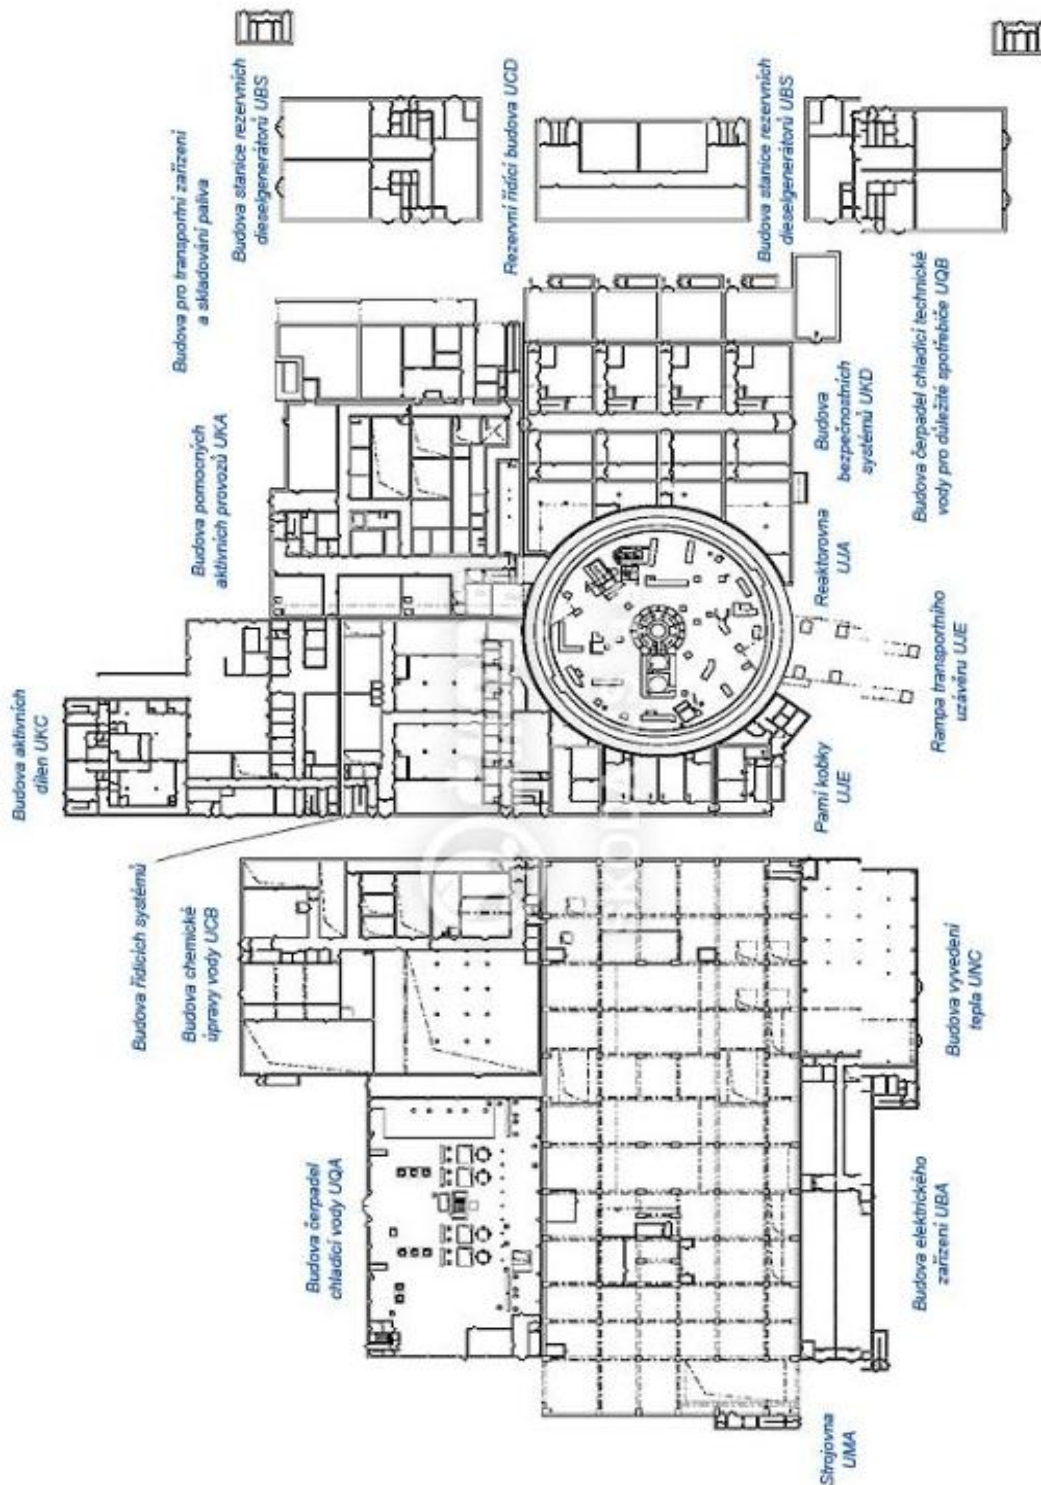 Budova stanice rezervních
dieselgenerátorů UBS
Rezervní řídící budova UCD
Budova stanice rezervních
dieselgenerátorů UBS
Budova pro transportní zařízení
a skladování paliva
Budova pomocných
aktivních provozů UKA
Budova
bezpečnostních
systémů UKD
Budova čerpadel chladicí technické
vody pro důležité spotřebiče UQB
Reaktorovna
UJA
Rampa transportního
uzávěru UJE
Budova aktivních
dílen UKC
Parní kobky
UJE
Budova řídicích systémů
Budova chemické
úpravy vody UCB
Budova vyvedení
tepla UNC
Budova čerpadel
chladicí vody UQA
Budova elektrického
zařízení UBA
Strojovna
UMA